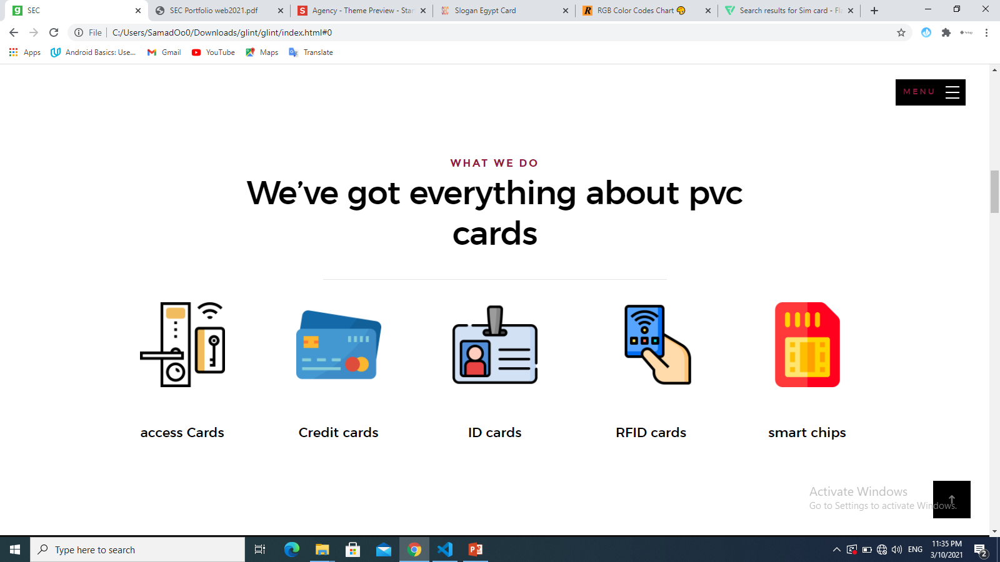 SEC
SEC Portfolio web2021.pdf
Agency - Theme Preview - Star
Slogan Egypt Card
RGB Color Codes Chart 🎨
Search results for Sim card - Fla
File
C:/Users/SamadOo0/Downloads/glint/glint/index.html#0
Apps
Android Basics: Use...
Gmail
YouTube
Maps
Translate
MENU
WHAT WE DO
We’ve got everything about pvc
cards
access Cards
Credit cards
ID cards
RFID cards
smart chips
Activate Windows
Go to Settings to activate Windows.
Type here to search
ENG
11:35 PM
3/10/2021
2